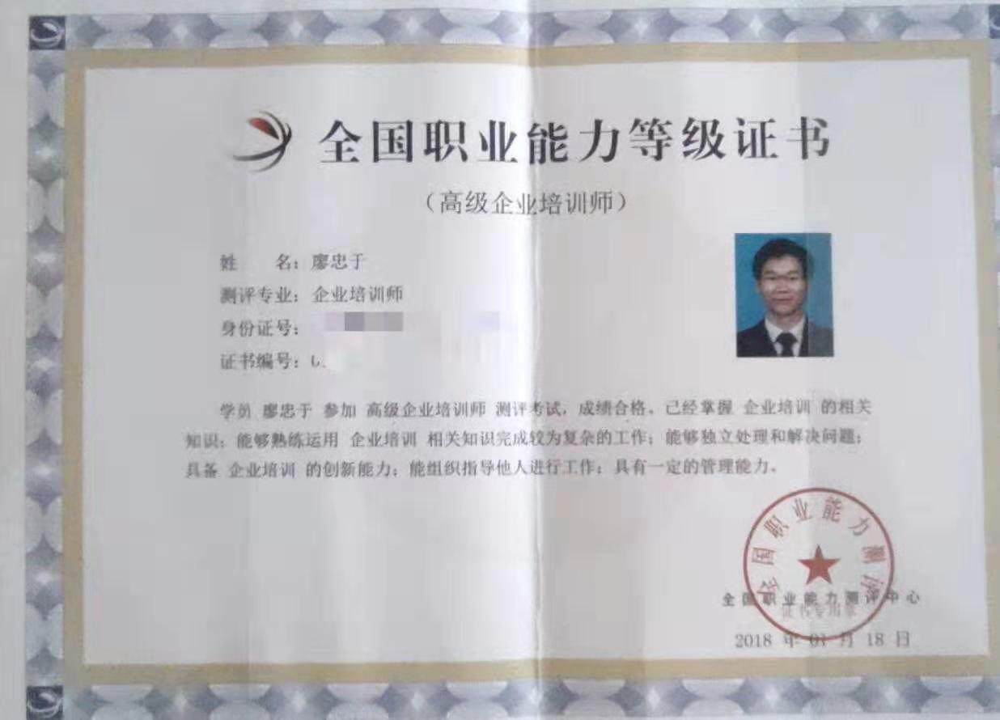 全国职业能力等级证书
（高级企业培训师）
姓 名：廖忠于
测评专业：企业培训师
身份证号：
证书编号：
学员 廖忠于 参加 高级企业培训师 测评考试，成绩合格。已经掌握 企业培训 的相关
知识；能够熟练运用 企业培训 相关知识完成较为复杂的工作；能够独立处理和解决问题；
具备 企业培训 的创新能力；能组织指导他人进行工作；具有一定的管理能力。
全国职业能力测评
全国职业能力测评中心
证书专用章
2018 年 01 月 18 日